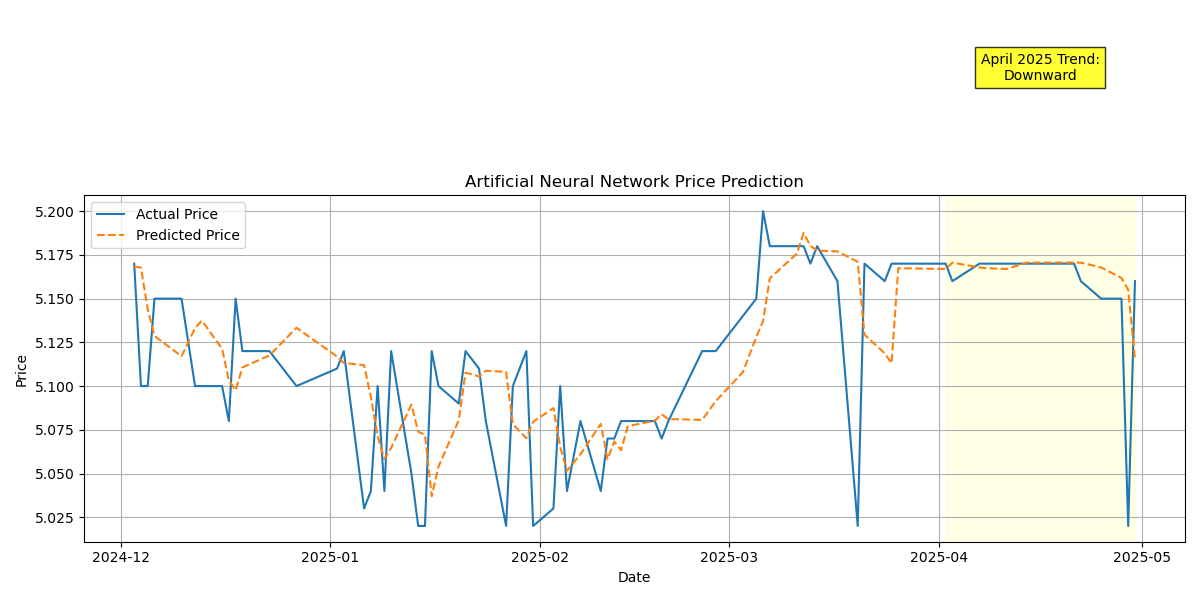 April 2025 Trend:
Downward
Artificial Neural Network Price Prediction
Actual Price
Predicted Price
5.200
5.175
5.150
5.125
5.100
5.075
5.050
5.025
Price
2024-12
2025-01
2025-02
2025-03
2025-04
2025-05
Date